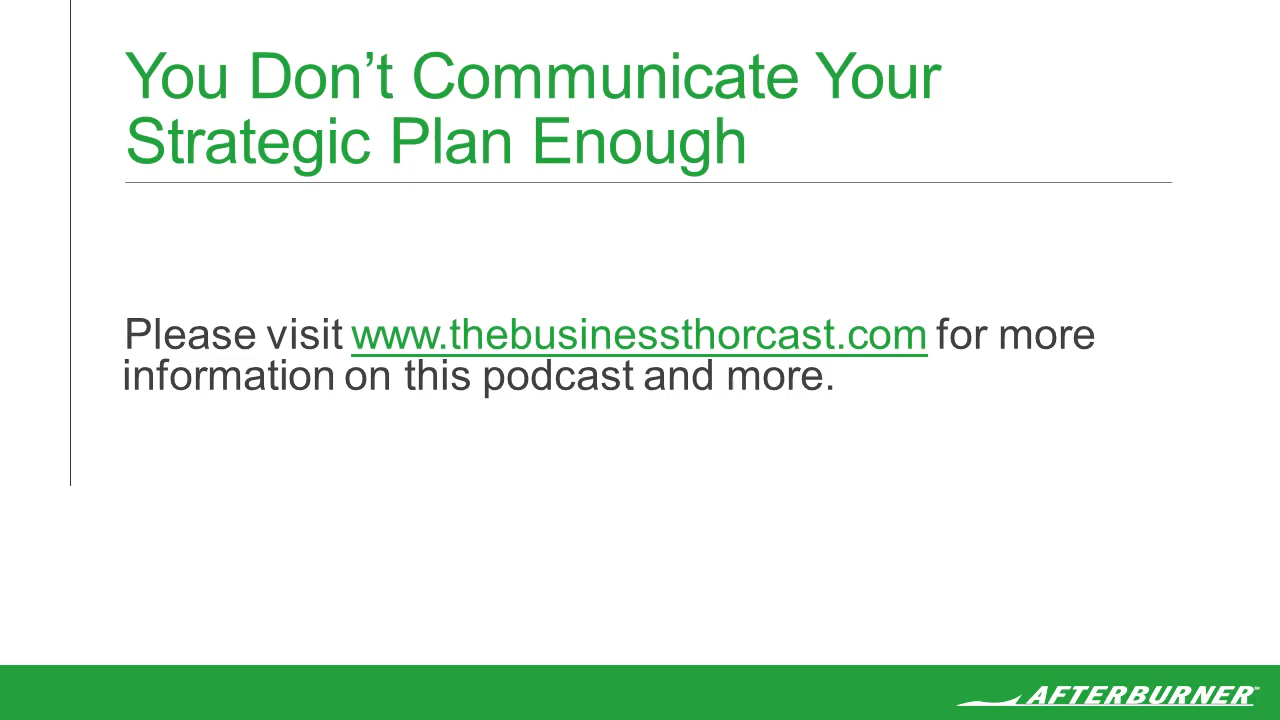 You Don’t Communicate Your
Strategic Plan Enough
Please visit www.thebusinessthorcast.com for more
information on this podcast and more.
AFTERBURNER™